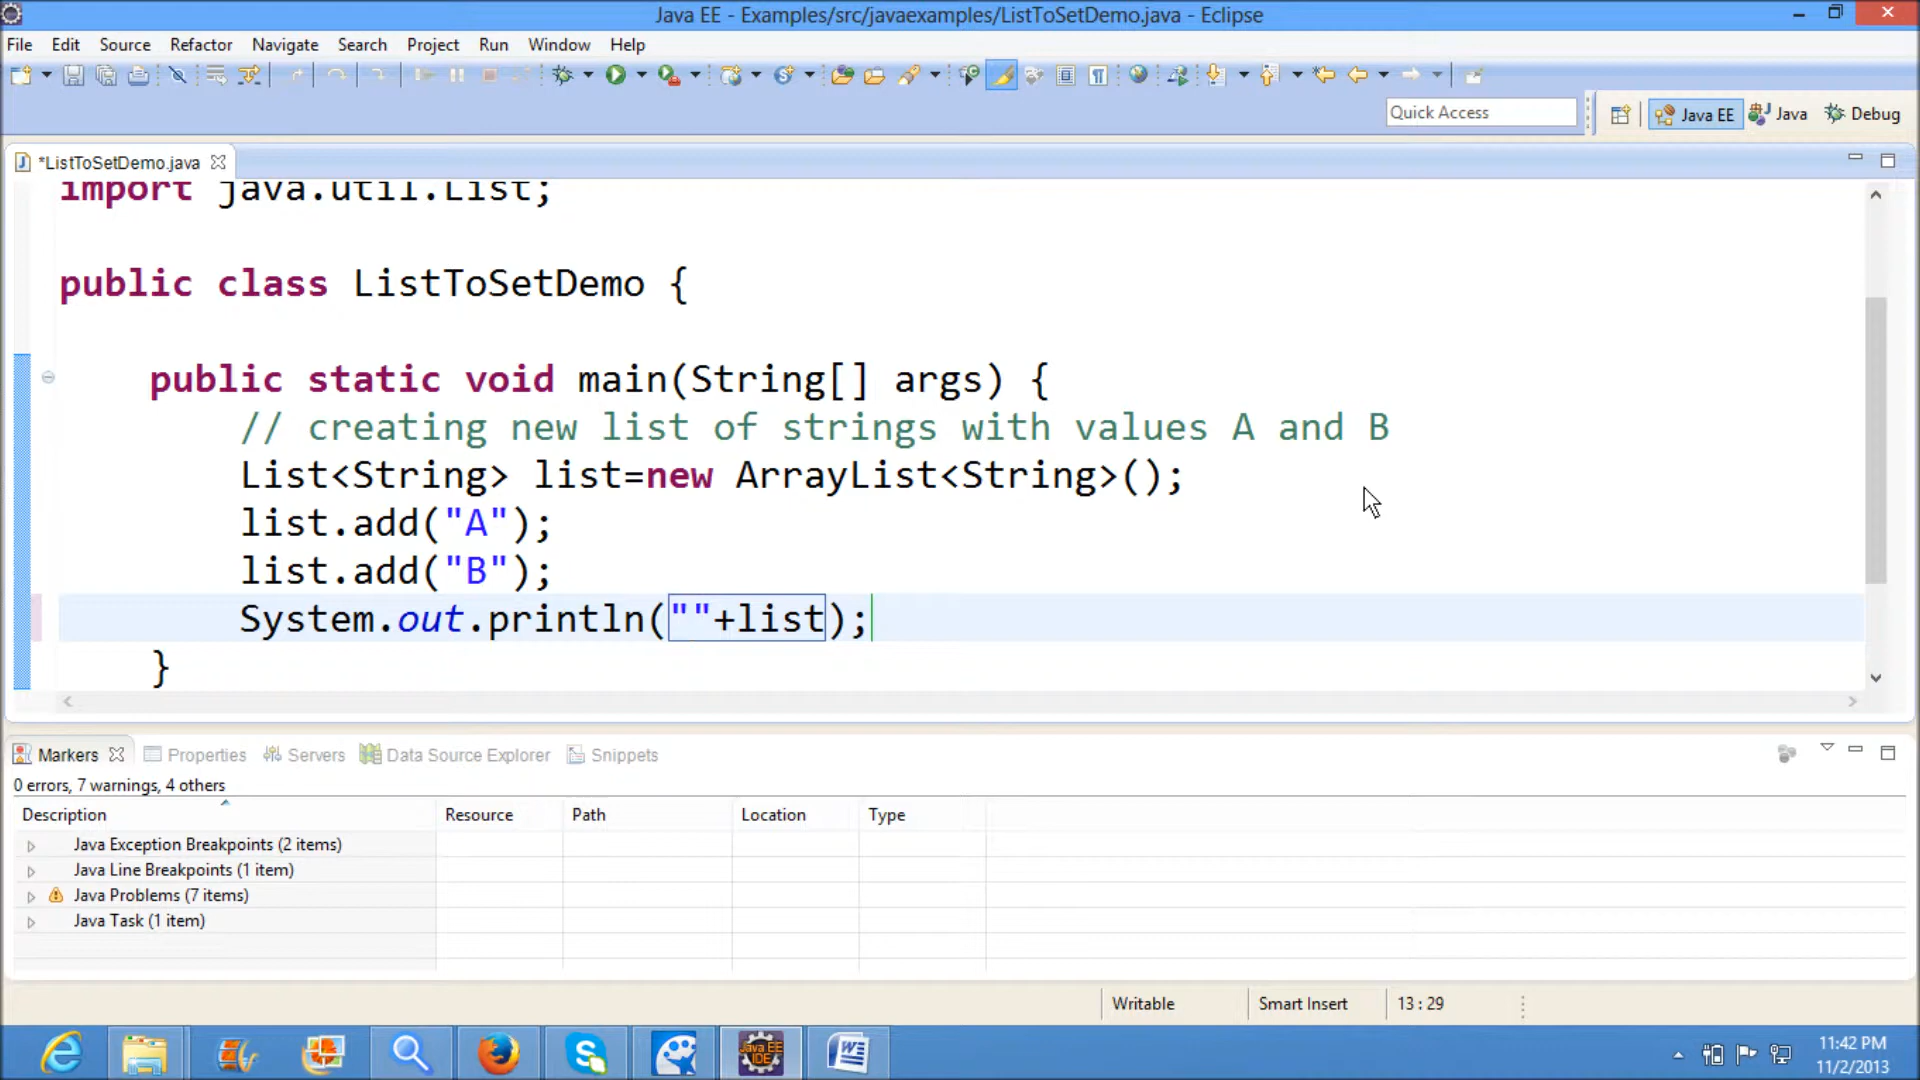 Java EE - Examples/src/javaexamples/ListToSetDemo.java - Eclipse
File Edit Source Refactor Navigate Search Project Run Window Help
Quick Access
Java EE
Java
Debug
*ListToSetDemo.java
import java.util.List;
public class ListToSetDemo {
public static void main(String[] args) {
// creating new list of strings with values A and B
List<String> list=new ArrayList<String>();
list.add("A");
list.add("B");
System.out.println(""+list);
}
Markers Properties Servers Data Source Explorer Snippets
0 errors, 7 warnings, 4 others
Description Resource Path Location Type
Java Exception Breakpoints (2 items)
Java Line Breakpoints (1 item)
Java Problems (7 items)
Java Task (1 item)
Writable Smart Insert 13 : 29
Java EE
IDE
11:42 PM
11/2/2013